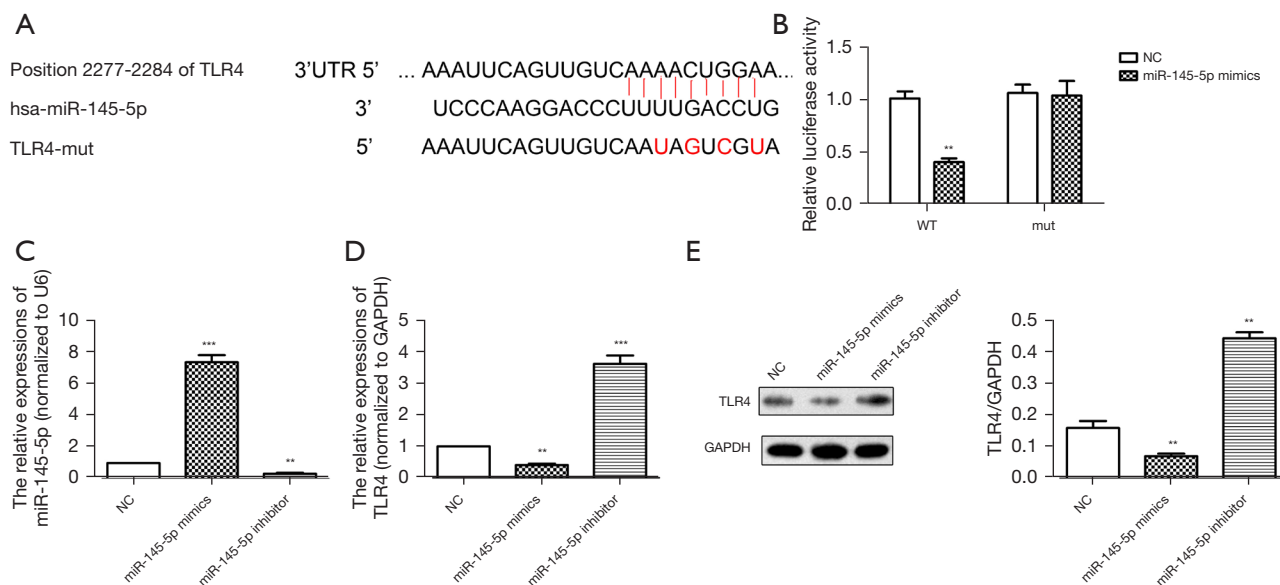 A
Position 2277-2284 of TLR4 3'UTR 5' ... AAAUUCAGUUGUCAAAACUGGAA...
hsa-miR-145-5p 3' UCCCAAGGACCCUUUUGACCUG
TLR4-mut 5' AAAUUCAGUUGUCAAUAGUCGUA
B
Relative luciferase activity
1.5
1.0
0.5
0.0
**
WT
mut
NC
miR-145-5p mimics
C
The relative expressions of
miR-145-5p (normalized to U6)
10
8
6
4
2
0
***
**
NC
miR-145-5p mimics
miR-145-5p inhibitor
D
The relative expressions of
TLR4 (normalized to GAPDH)
5
4
3
2
1
0
**
***
NC
miR-145-5p mimics
miR-145-5p inhibitor
E
NC
miR-145-5p mimics
miR-145-5p inhibitor
TLR4
GAPDH
TLR4/GAPDH
0.5
0.4
0.3
0.2
0.1
0.0
**
**
NC
miR-145-5p mimics
miR-145-5p inhibitor